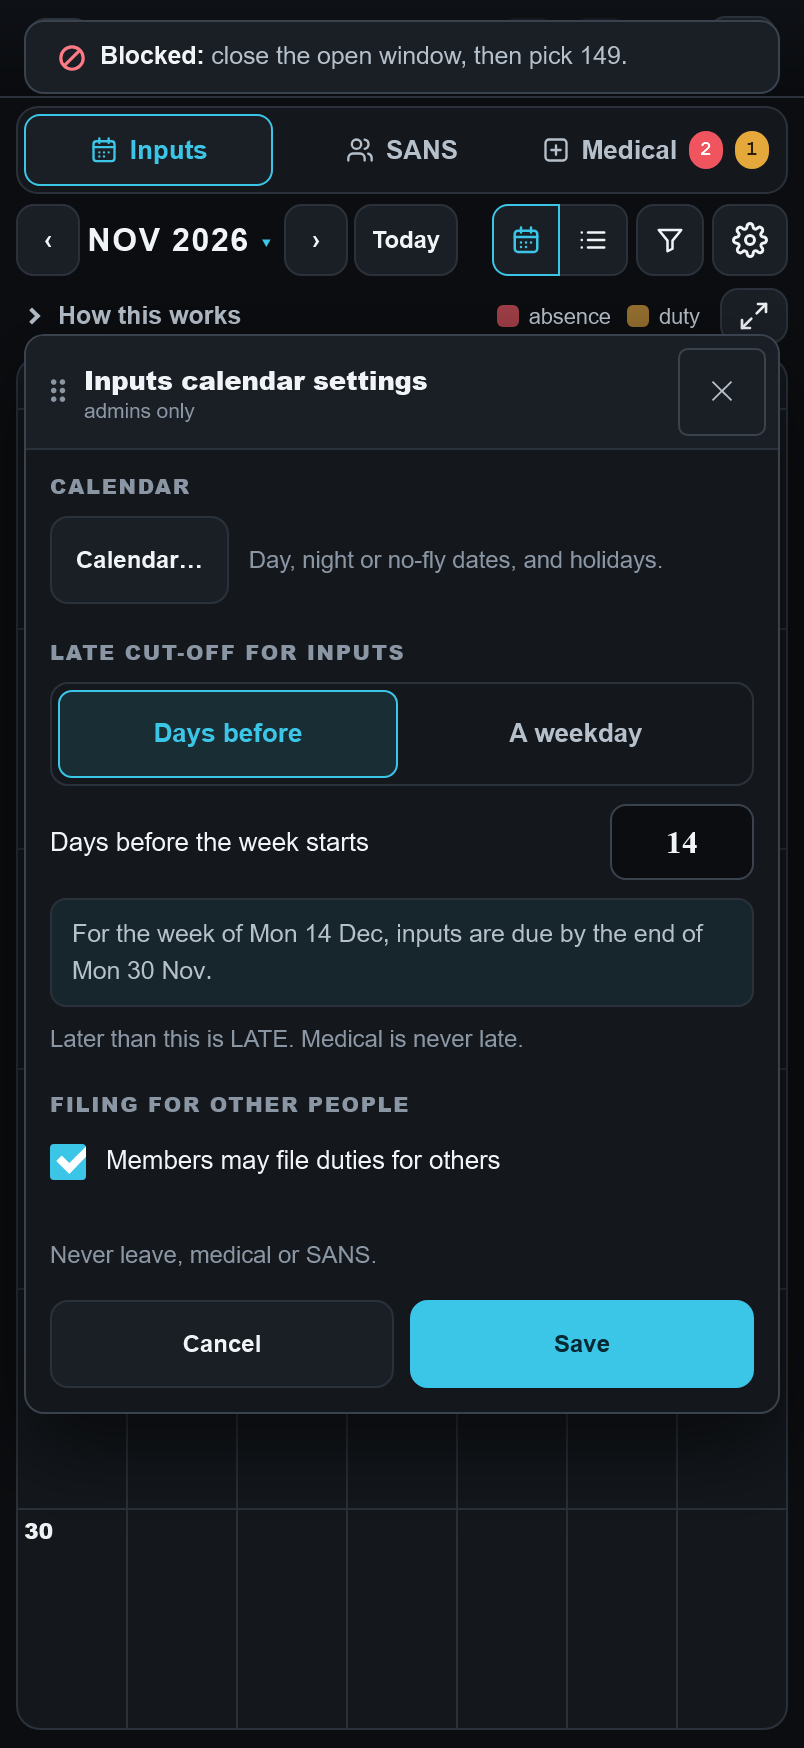 Blocked: close the open window, then pick 149.
Inputs
SANS
Medical 2 1
‹ NOV 2026 ▾ › Today
How this works
absence duty
Inputs calendar settings
admins only
CALENDAR
Calendar... Day, night or no-fly dates, and holidays.
LATE CUT-OFF FOR INPUTS
Days before A weekday
Days before the week starts 14
For the week of Mon 14 Dec, inputs are due by the end of
Mon 30 Nov.
Later than this is LATE. Medical is never late.
FILING FOR OTHER PEOPLE
Members may file duties for others
Never leave, medical or SANS.
Cancel Save
30